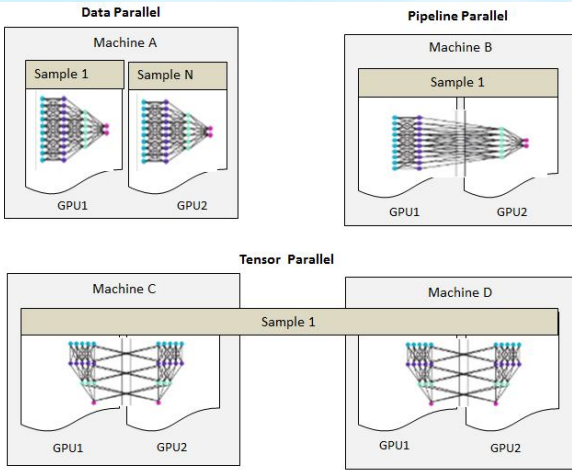 Data Parallel
Machine A
Sample 1
Sample N
GPU1
GPU2
Pipeline Parallel
Machine B
Sample 1
GPU1
GPU2
Tensor Parallel
Machine C
Machine D
Sample 1
GPU1
GPU2
GPU1
GPU2